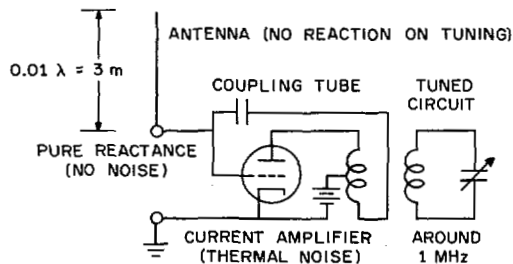 ANTENNA (NO REACTION ON TUNING)
0.01 λ = 3 m
COUPLING TUBE
TUNED
CIRCUIT
PURE REACTANCE
(NO NOISE)
CURRENT AMPLIFIER
(THERMAL NOISE)
AROUND
1 MHz